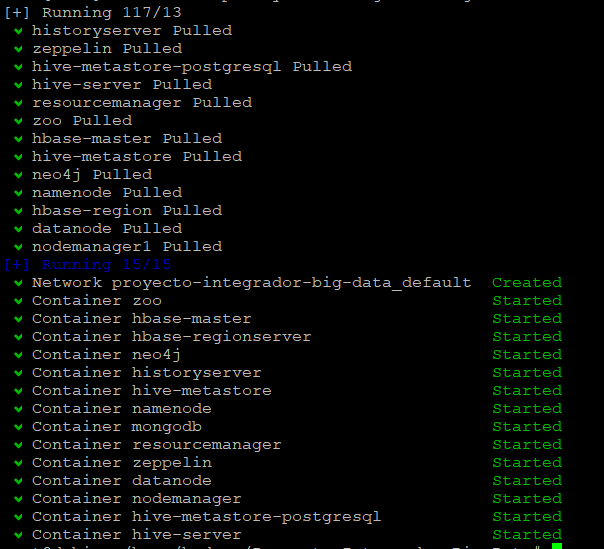 [+] Running 117/13
✔ historyserver Pulled
✔ zeppelin Pulled
✔ hive-metastore-postgresql Pulled
✔ hive-server Pulled
✔ resourcemanager Pulled
✔ zoo Pulled
✔ hbase-master Pulled
✔ hive-metastore Pulled
✔ neo4j Pulled
✔ namenode Pulled
✔ hbase-region Pulled
✔ datanode Pulled
✔ nodemanager1 Pulled
[+] Running 15/15
✔ Network proyecto-integrador-big-data_default Created
✔ Container zoo Started
✔ Container hbase-master Started
✔ Container hbase-regionserver Started
✔ Container neo4j Started
✔ Container historyserver Started
✔ Container hive-metastore Started
✔ Container namenode Started
✔ Container mongodb Started
✔ Container resourcemanager Started
✔ Container zeppelin Started
✔ Container datanode Started
✔ Container nodemanager Started
✔ Container hive-metastore-postgresql Started
✔ Container hive-server Started